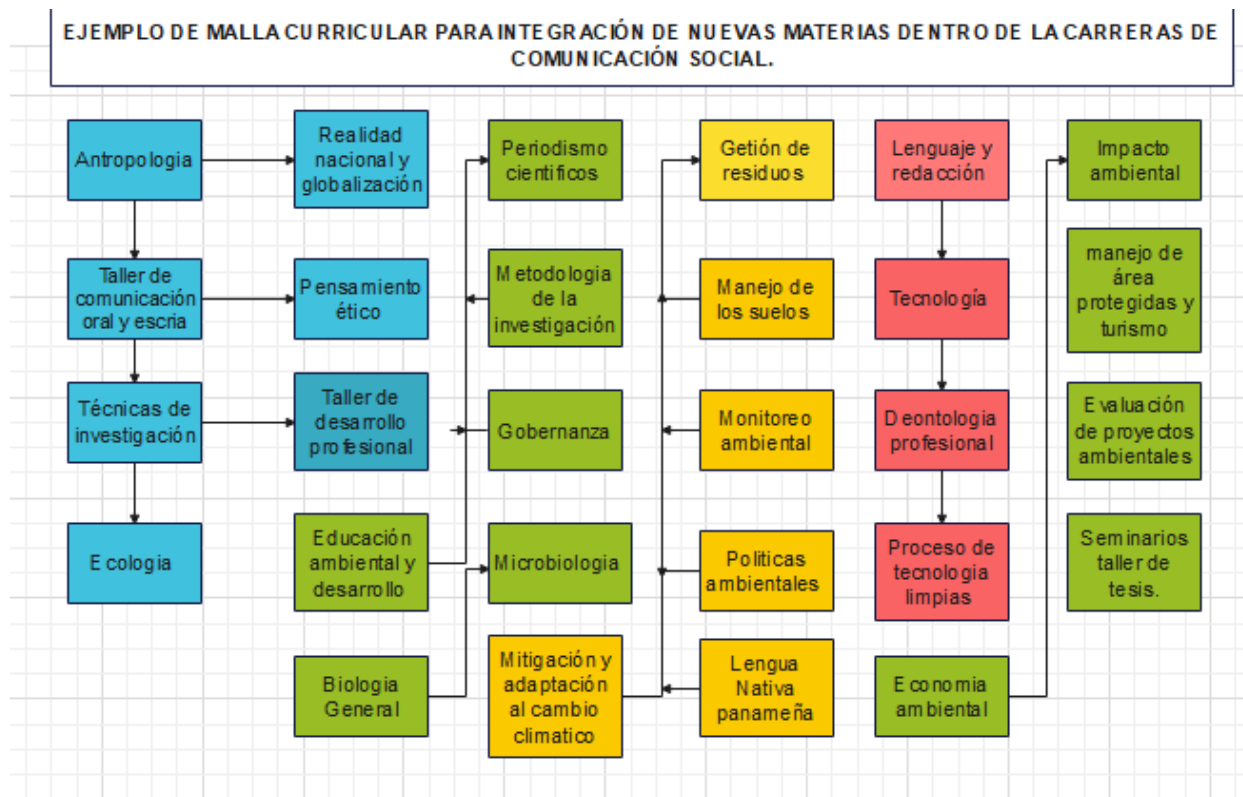 EJEMPLO DE MALLA CURRICULAR PARA INTEGRACIÓN DE NUEVAS MATERIAS DENTRO DE LA CARRERAS DE
COMUNICACIÓN SOCIAL.
Antropologia
Taller de
comunicación
oral y escria
Técnicas de
investigación
Ecologia
Realidad
nacional y
globalización
Pensamiento
ético
Taller de
desarrollo
profesional
Educación
ambiental y
desarrollo
Biologia
General
Periodismo
cientificos
Metodologia
de la
investigación
Gobernanza
Microbiologia
Mitigación y
adaptación
al cambio
climatico
Getión de
residuos
Manejo de
los suelos
Monitoreo
ambiental
Politicas
ambientales
Lengua
Nativa
panameña
Lenguaje y
redacción
Tecnología
Deontologia
profesional
Proceso de
tecnologia
limpias
Economia
ambiental
Impacto
ambiental
manejo de
área
protegidas y
turismo
Evaluación
de proyectos
ambientales
Seminarios
taller de
tesis.